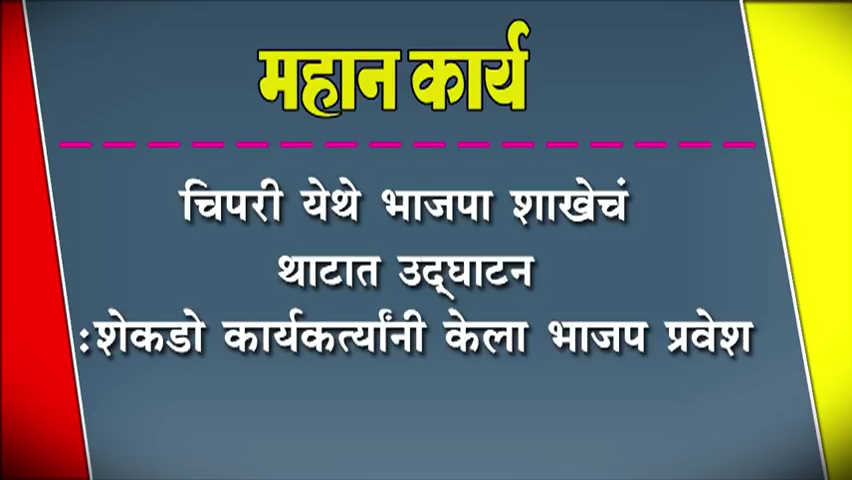 महान कार्य
चिपरी येथे भाजपा शाखेचं
थाटात उद्‌घाटन
:शेकडो कार्यकर्त्यांनी केला भाजप प्रवेश